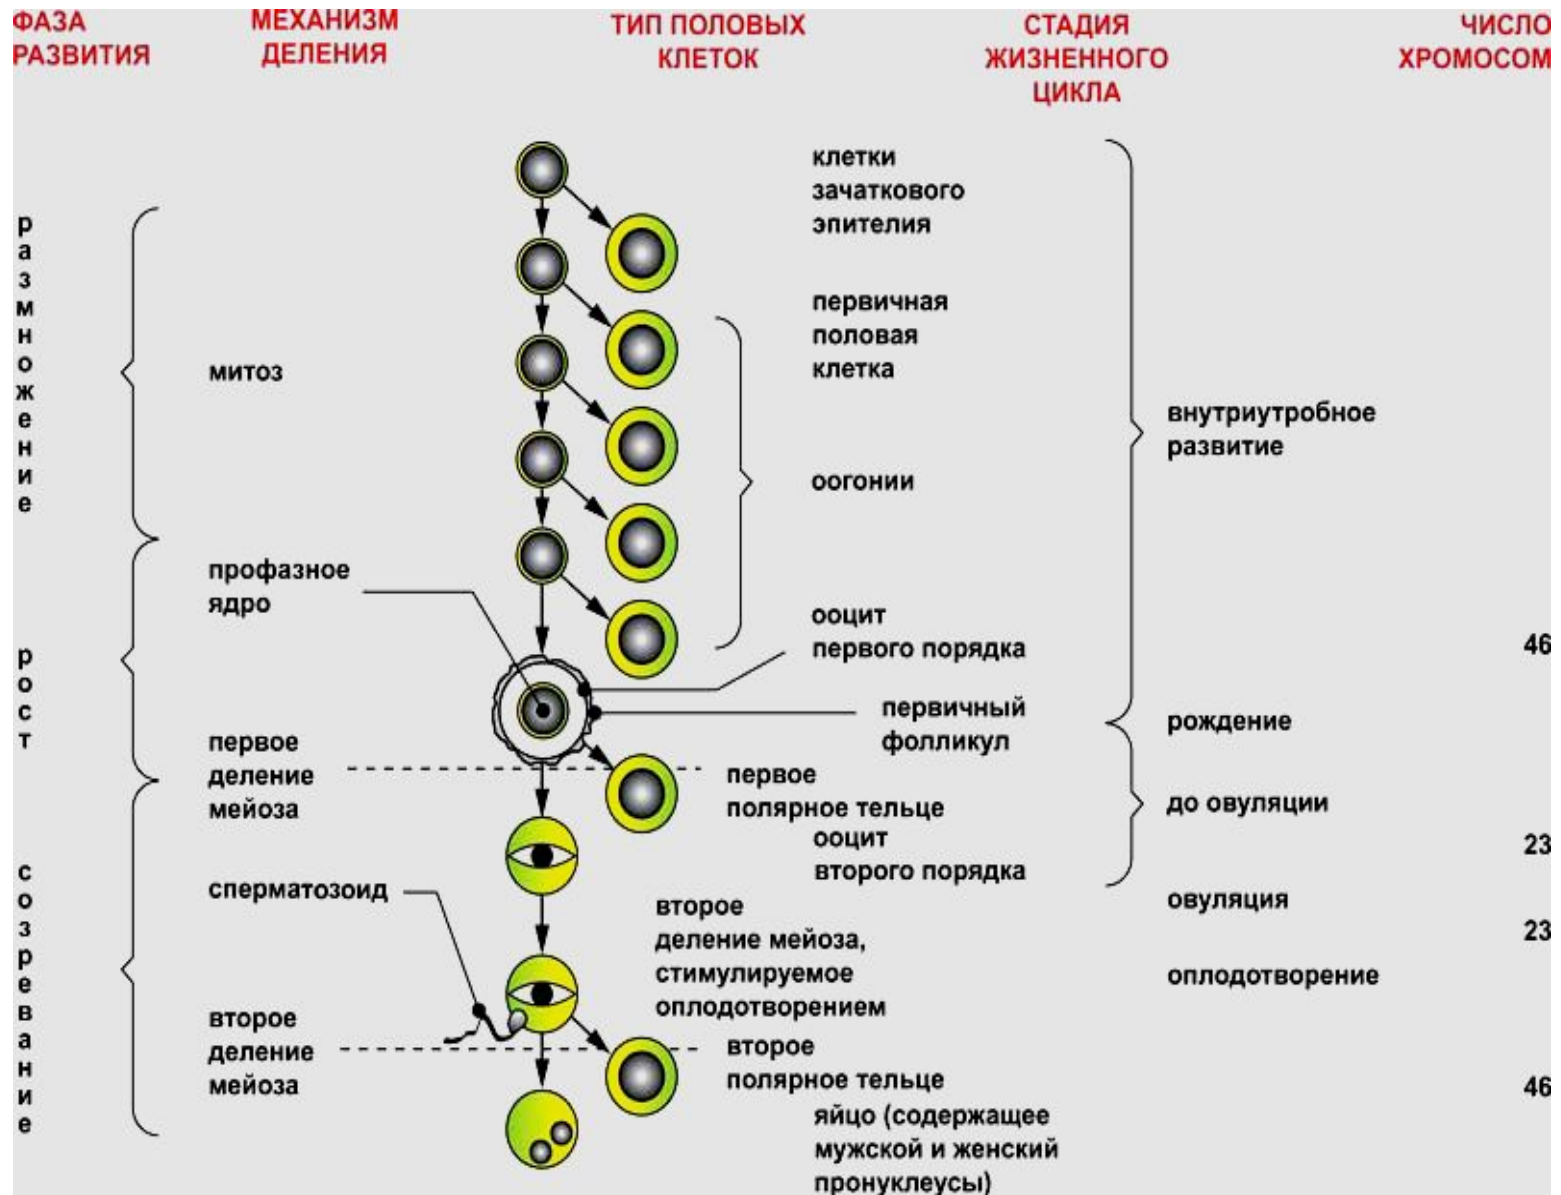 ФАЗА
РАЗВИТИЯ
МЕХАНИЗМ
ДЕЛЕНИЯ
ТИП ПОЛОВЫХ
КЛЕТОК
СТАДИЯ
ЖИЗНЕННОГО
ЦИКЛА
ЧИСЛО
ХРОМОСОМ
размножение
рост
созревание
митоз
профазное
ядро
первое
деление
мейоза
сперматозоид
второе
деление
мейоза
клетки
зачаткового
эпителия
первичная
половая
клетка
оогонии
ооцит
первого порядка
первичный
фолликул
первое
полярное тельце
ооцит
второго порядка
второе
деление мейоза,
стимулируемое
оплодотворением
второе
полярное тельце
яйцо (содержащее
мужской и женский
пронуклеусы)
внутриутробное
развитие
рождение
до овуляции
овуляция
оплодотворение
46
23
23
46